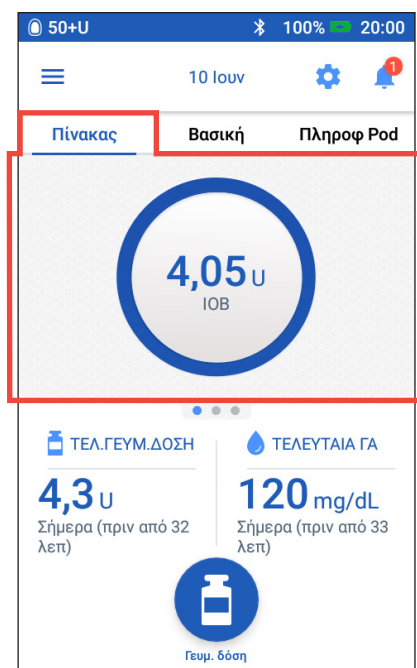 50+U 100% 20:00
10 Ιουν 1
Πίνακας Βασική Πληροφ Pod
4,05 U
IOB
ΤΕΛ.ΓΕΥΜ.ΔΟΣΗ
4,3 U
Σήμερα (πριν από 32
λεπ)
ΤΕΛΕΥΤΑΙΑ ΓΑ
120 mg/dL
Σήμερα (πριν από 33
λεπ)
Γευμ. δόση